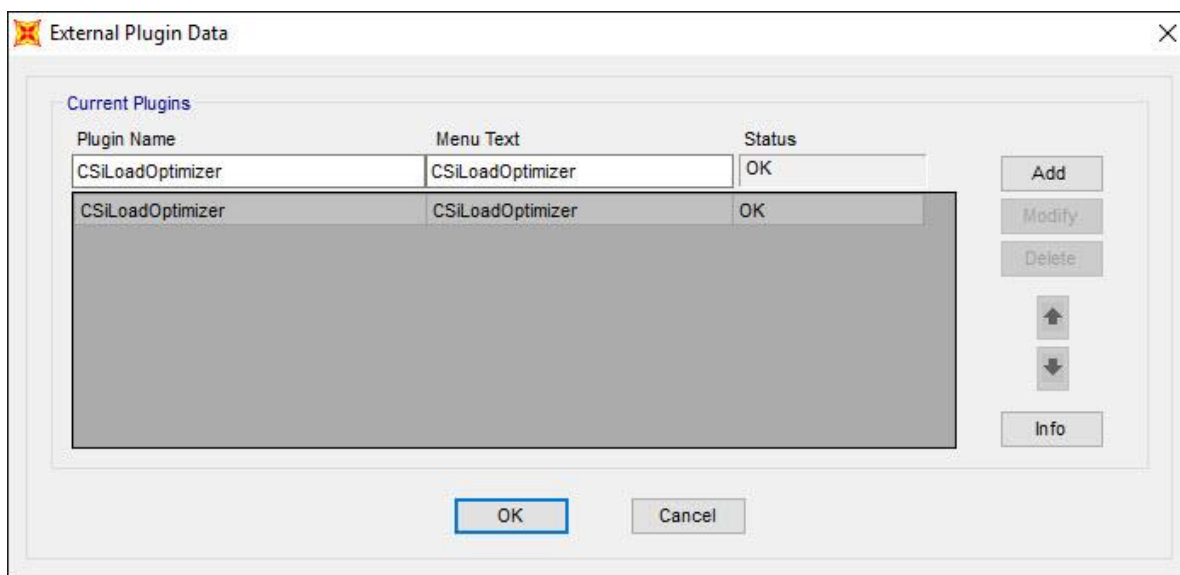 External Plugin Data
Current Plugins
Plugin Name Menu Text Status
CSiLoadOptimizer CSiLoadOptimizer OK
CSiLoadOptimizer CSiLoadOptimizer OK
Add
Modify
Delete
Info
OK Cancel